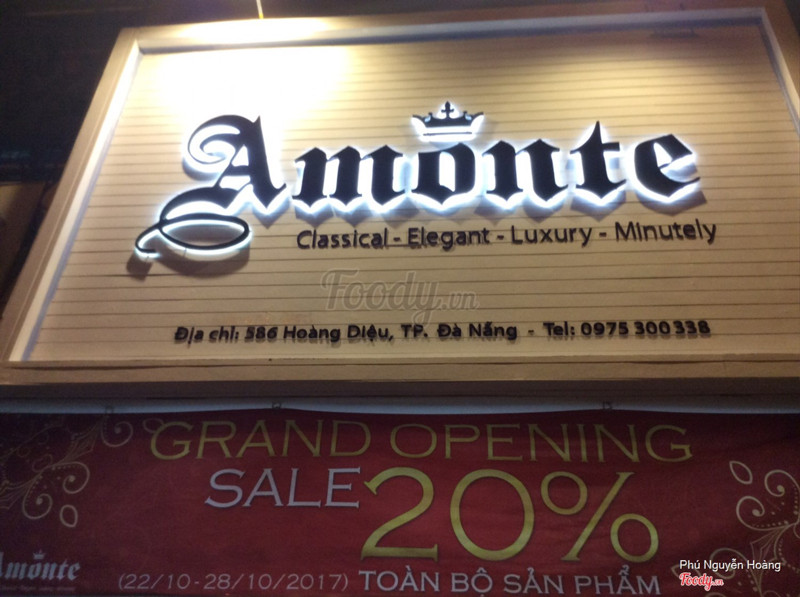 Amonte
Classical - Elegant - Luxury - Minutely
Foody.vn
Địa chỉ: 586 Hoàng Diệu, TP. Đà Nẵng - Tel: 0975 300 338
GRAND OPENING
SALE 20%
Amonte
(22/10-28/10/2017) TOÀN BỘ SẢN PHẨM
Phú Nguyễn Hoàng
Foody.vn